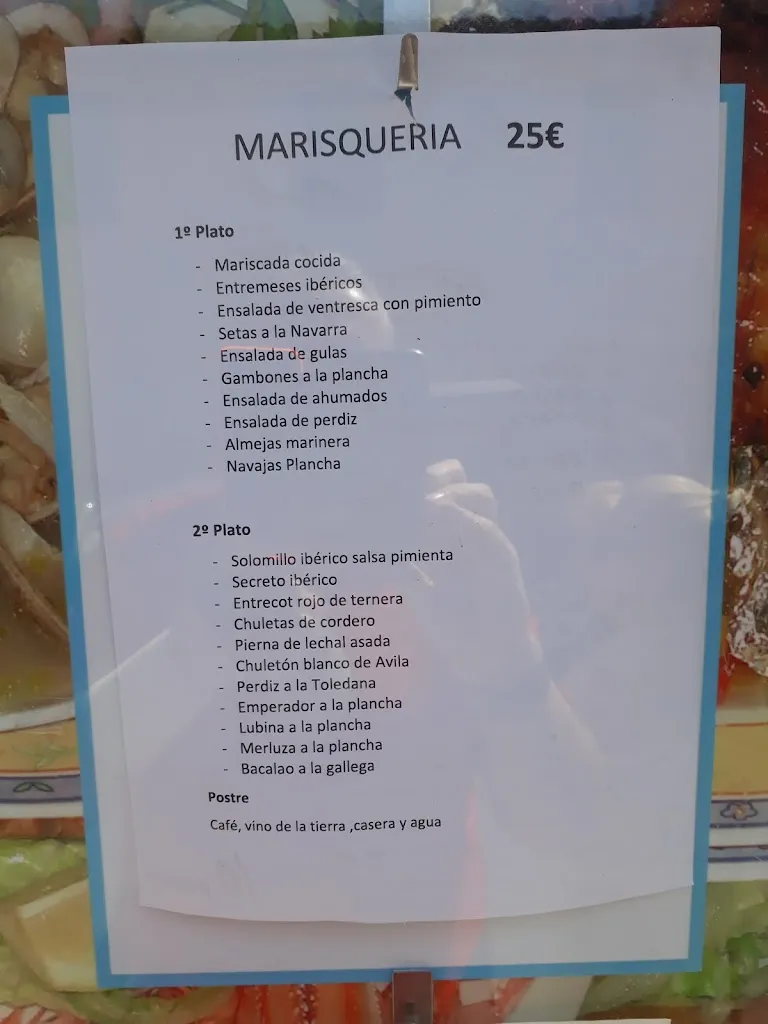 MARISQUERIA 25€
1º Plato
- Mariscada cocida
- Entremeses ibéricos
- Ensalada de ventresca con pimiento
- Setas a la Navarra
- Ensalada de gulas
- Gambones a la plancha
- Ensalada de ahumados
- Ensalada de perdiz
- Almejas marinera
- Navajas Plancha
2º Plato
- Solomillo ibérico salsa pimienta
- Secreto ibérico
- Entrecot rojo de ternera
- Chuletas de cordero
- Pierna de lechal asada
- Chuletón blanco de Avila
- Perdiz a la Toledana
- Emperador a la plancha
- Lubina a la plancha
- Merluza a la plancha
- Bacalao a la gallega
Postre
Café, vino de la tierra ,casera y agua